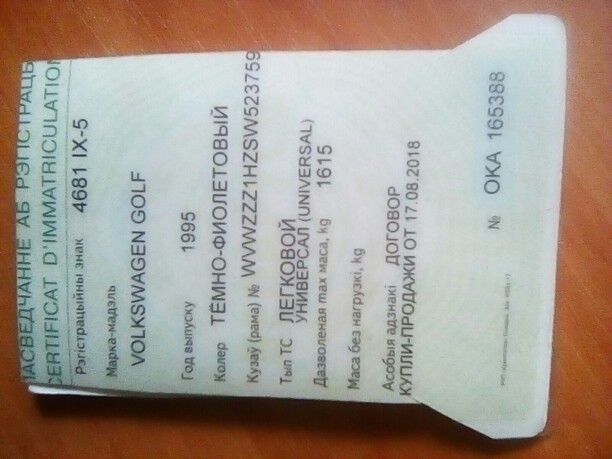 ПАСВЕДЧАННЕ АБ РЭГІСТРАЦЫ
CERTIFICAT D'IMMATRICULATION
Рэгістрацыйны знак 4681 IX-5
Марка-мадэль
VOLKSWAGEN GOLF
Год выпуску 1995
Колер ТЁМНО-ФИОЛЕТОВЫЙ
Кузаў (рама) № WVWZZZ1HZSW523759
Тып ТС ЛЕГКОВОЙ
УНИВЕРСАЛ (UNIVERSAL)
Дазволеная max маса, kg 1615
Маса без нагрузкі, kg
Асобыя адзнакі ДОГОВОР
КУПЛИ-ПРОДАЖИ ОТ 17.08.2018
№ ОКА 165388